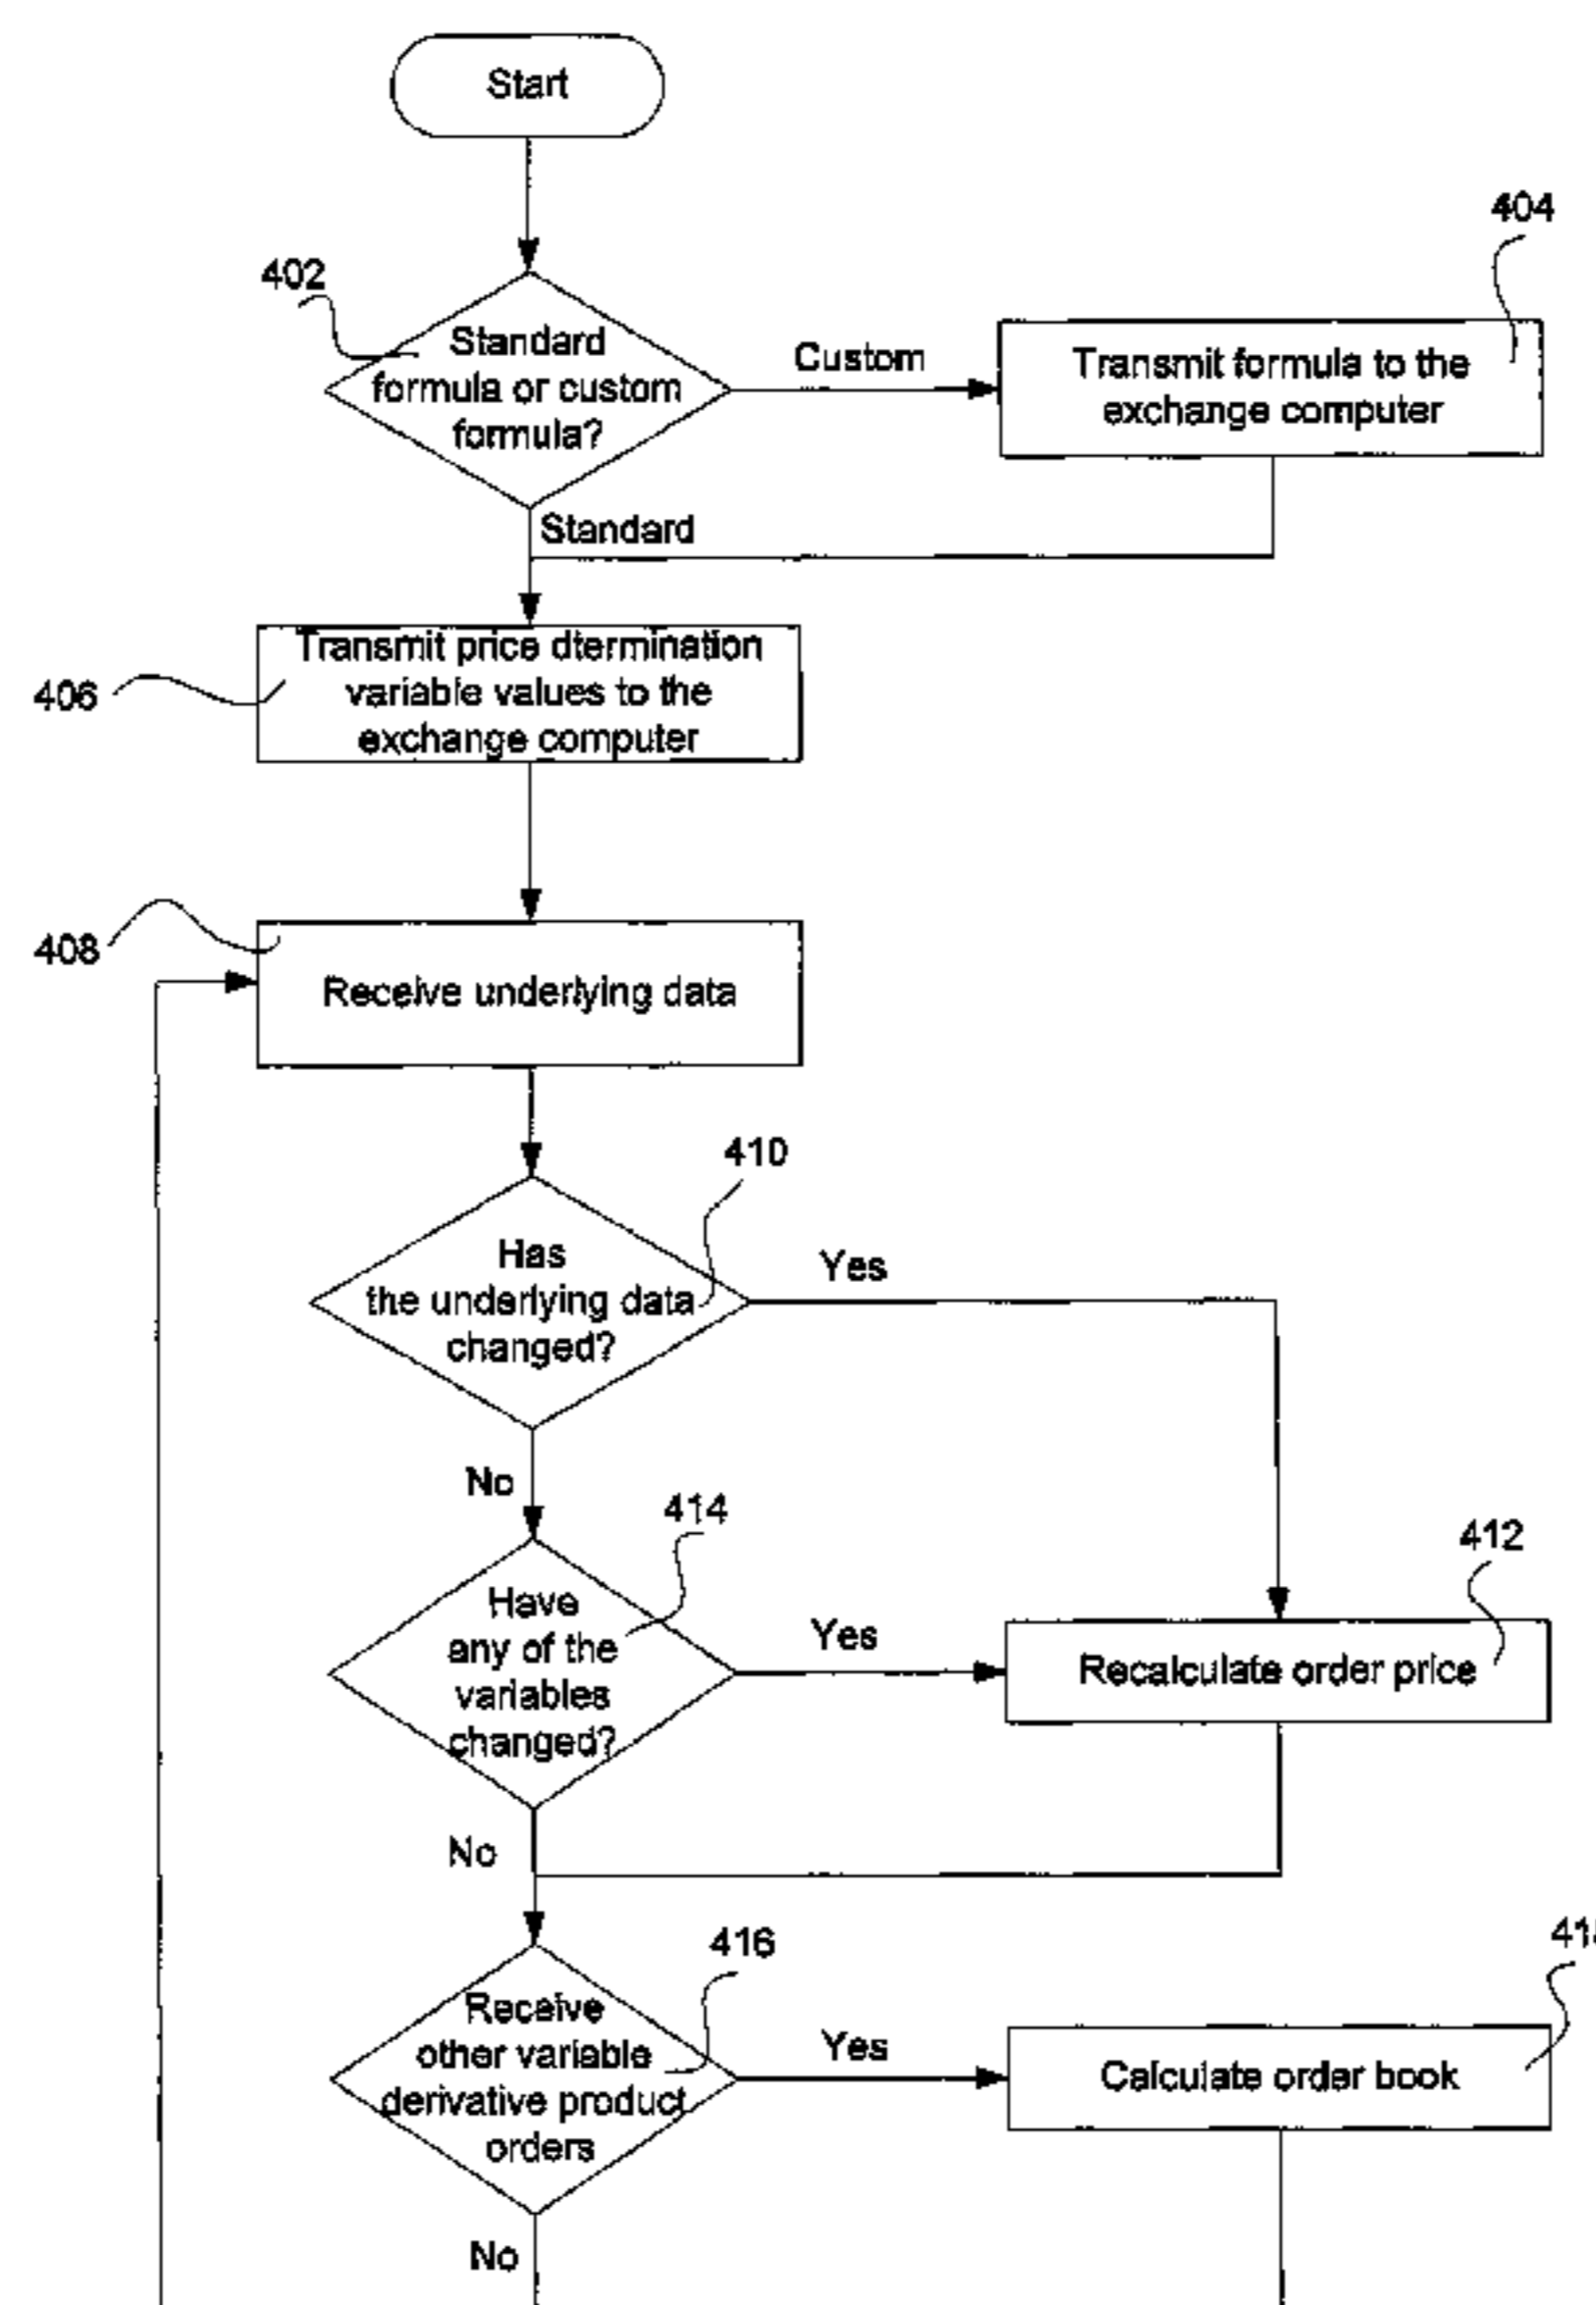 Start
404
402
Standard
formula or custom
formula?
Custom
Transmit formula to the
exchange computer
Standard
Transmit price dtermination
variable values to the
exchange computer
406
408
Receive underlying data
410
Has
the underlying data
changed?
Yes
No
414
412
Have
any of the
variables
changed?
Yes
Recalculate order price
No
416
Receive
other variable
derivative product
orders
Yes
Calculate order book
No